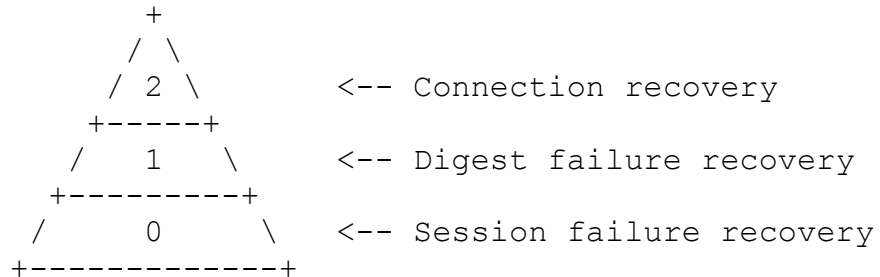 +
      / \
     / 2 \       <-- Connection recovery
    +-----+
   /   1   \     <-- Digest failure recovery
  +---------+
 /     0     \   <-- Session failure recovery
+-------------+